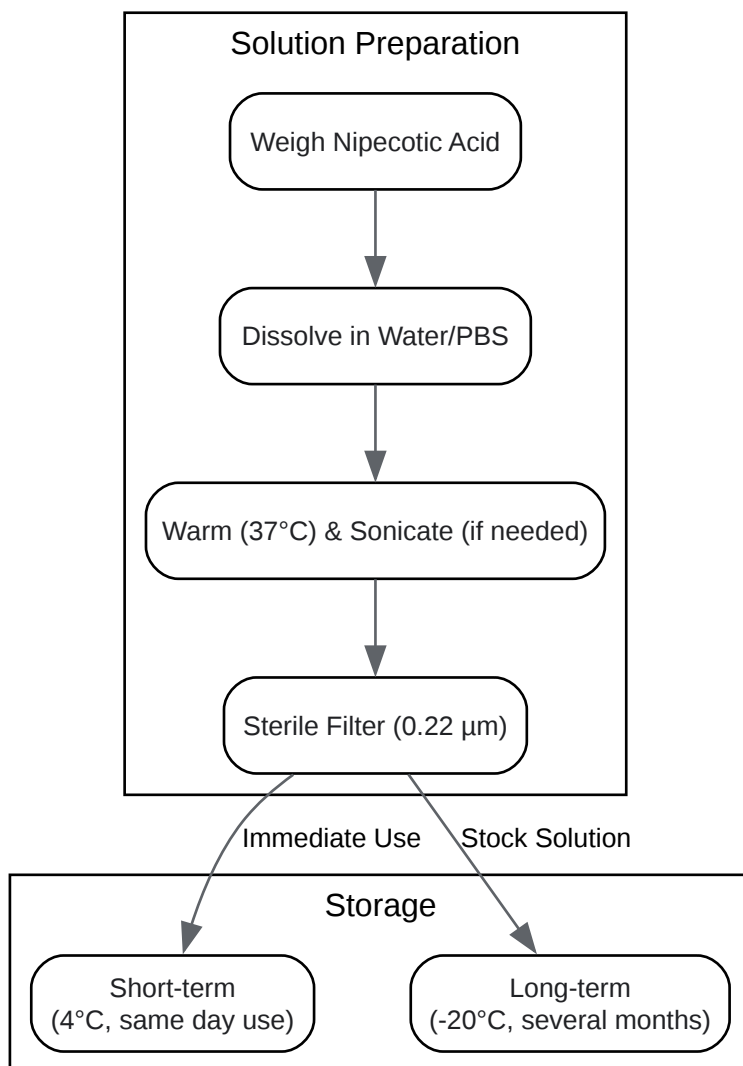 Solution Preparation
Weigh Nipecotic Acid
Dissolve in Water/PBS
Warm (37°C) & Sonicate (if needed)
Sterile Filter (0.22 µm)
Immediate Use
Stock Solution
Storage
Short-term
(4°C, same day use)
Long-term
(-20°C, several months)